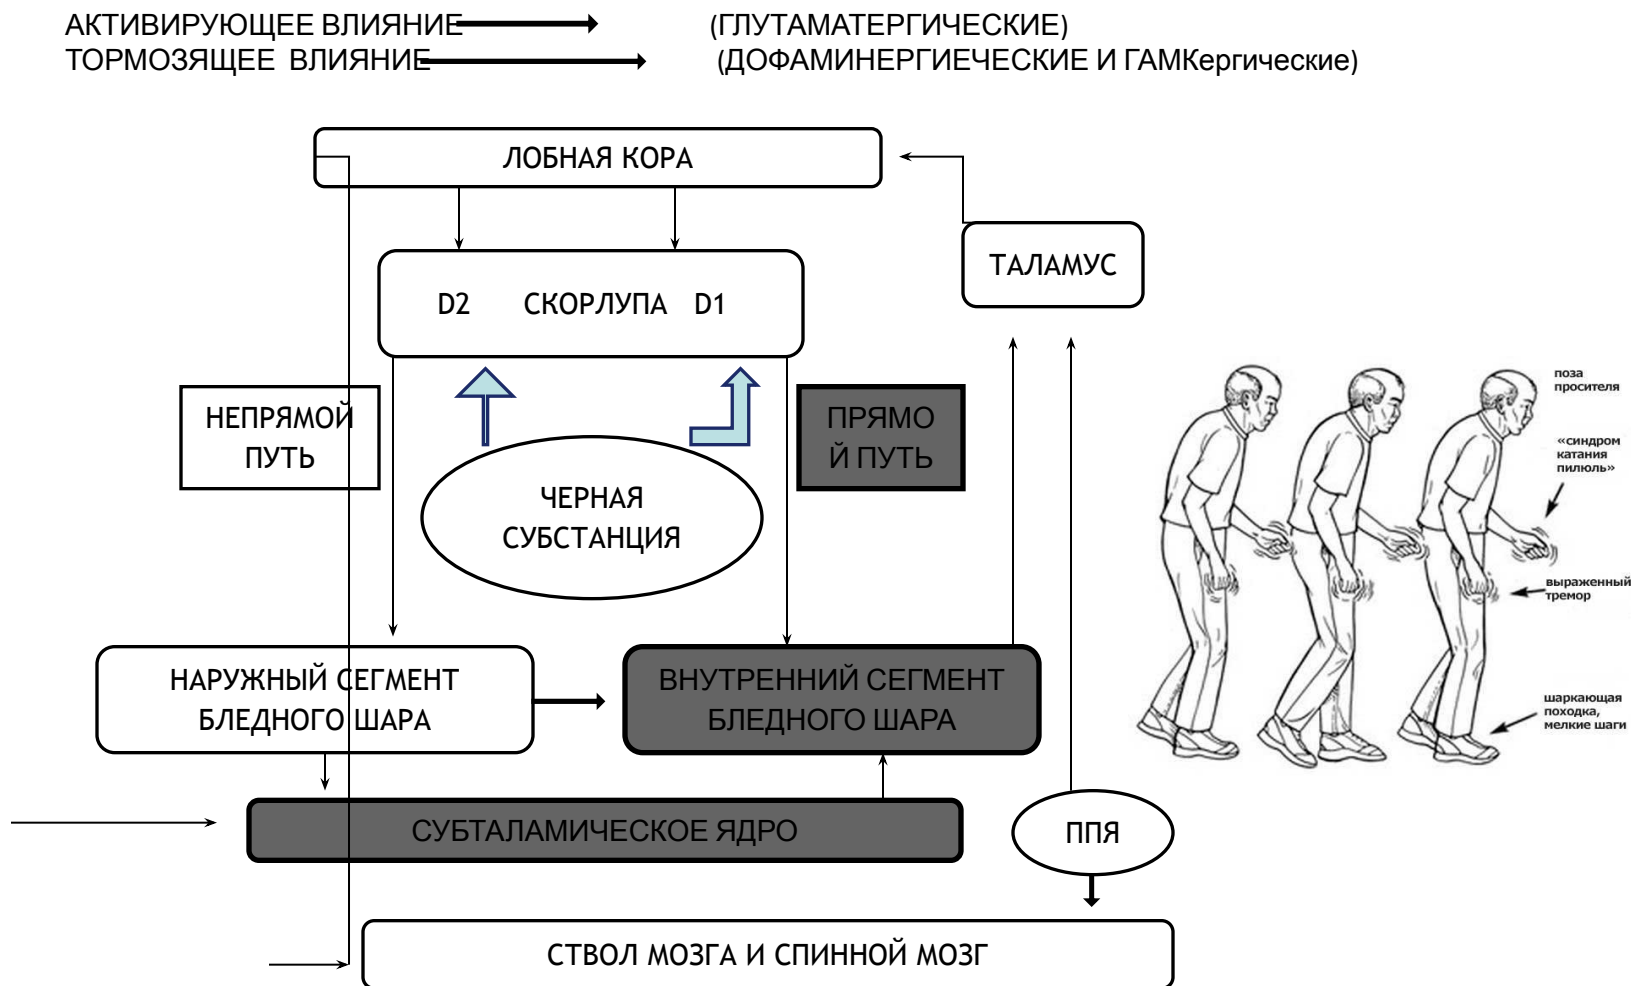 АКТИВИРУЮЩЕЕ ВЛИЯНИЕ (ГЛУТАМАТЕРГИЧЕСКИЕ)
ТОРМОЗЯЩЕЕ ВЛИЯНИЕ (ДОФАМИНЕРГИЕЧЕСКИЕ И ГАМКергические)
ЛОБНАЯ КОРА
ТАЛАМУС
D2 СКОРЛУПА D1
НЕПРЯМОЙ
ПУТЬ
ПРЯМО
Й ПУТЬ
ЧЕРНАЯ
СУБСТАНЦИЯ
поза
просителя
«синдром
катания
пилюль»
выраженный
тремор
шаркающая
походка,
мелкие шаги
НАРУЖНЫЙ СЕГМЕНТ
БЛЕДНОГО ШАРА
ВНУТРЕННИЙ СЕГМЕНТ
БЛЕДНОГО ШАРА
СУБТАЛАМИЧЕСКОЕ ЯДРО
ППЯ
СТВОЛ МОЗГА И СПИННОЙ МОЗГ